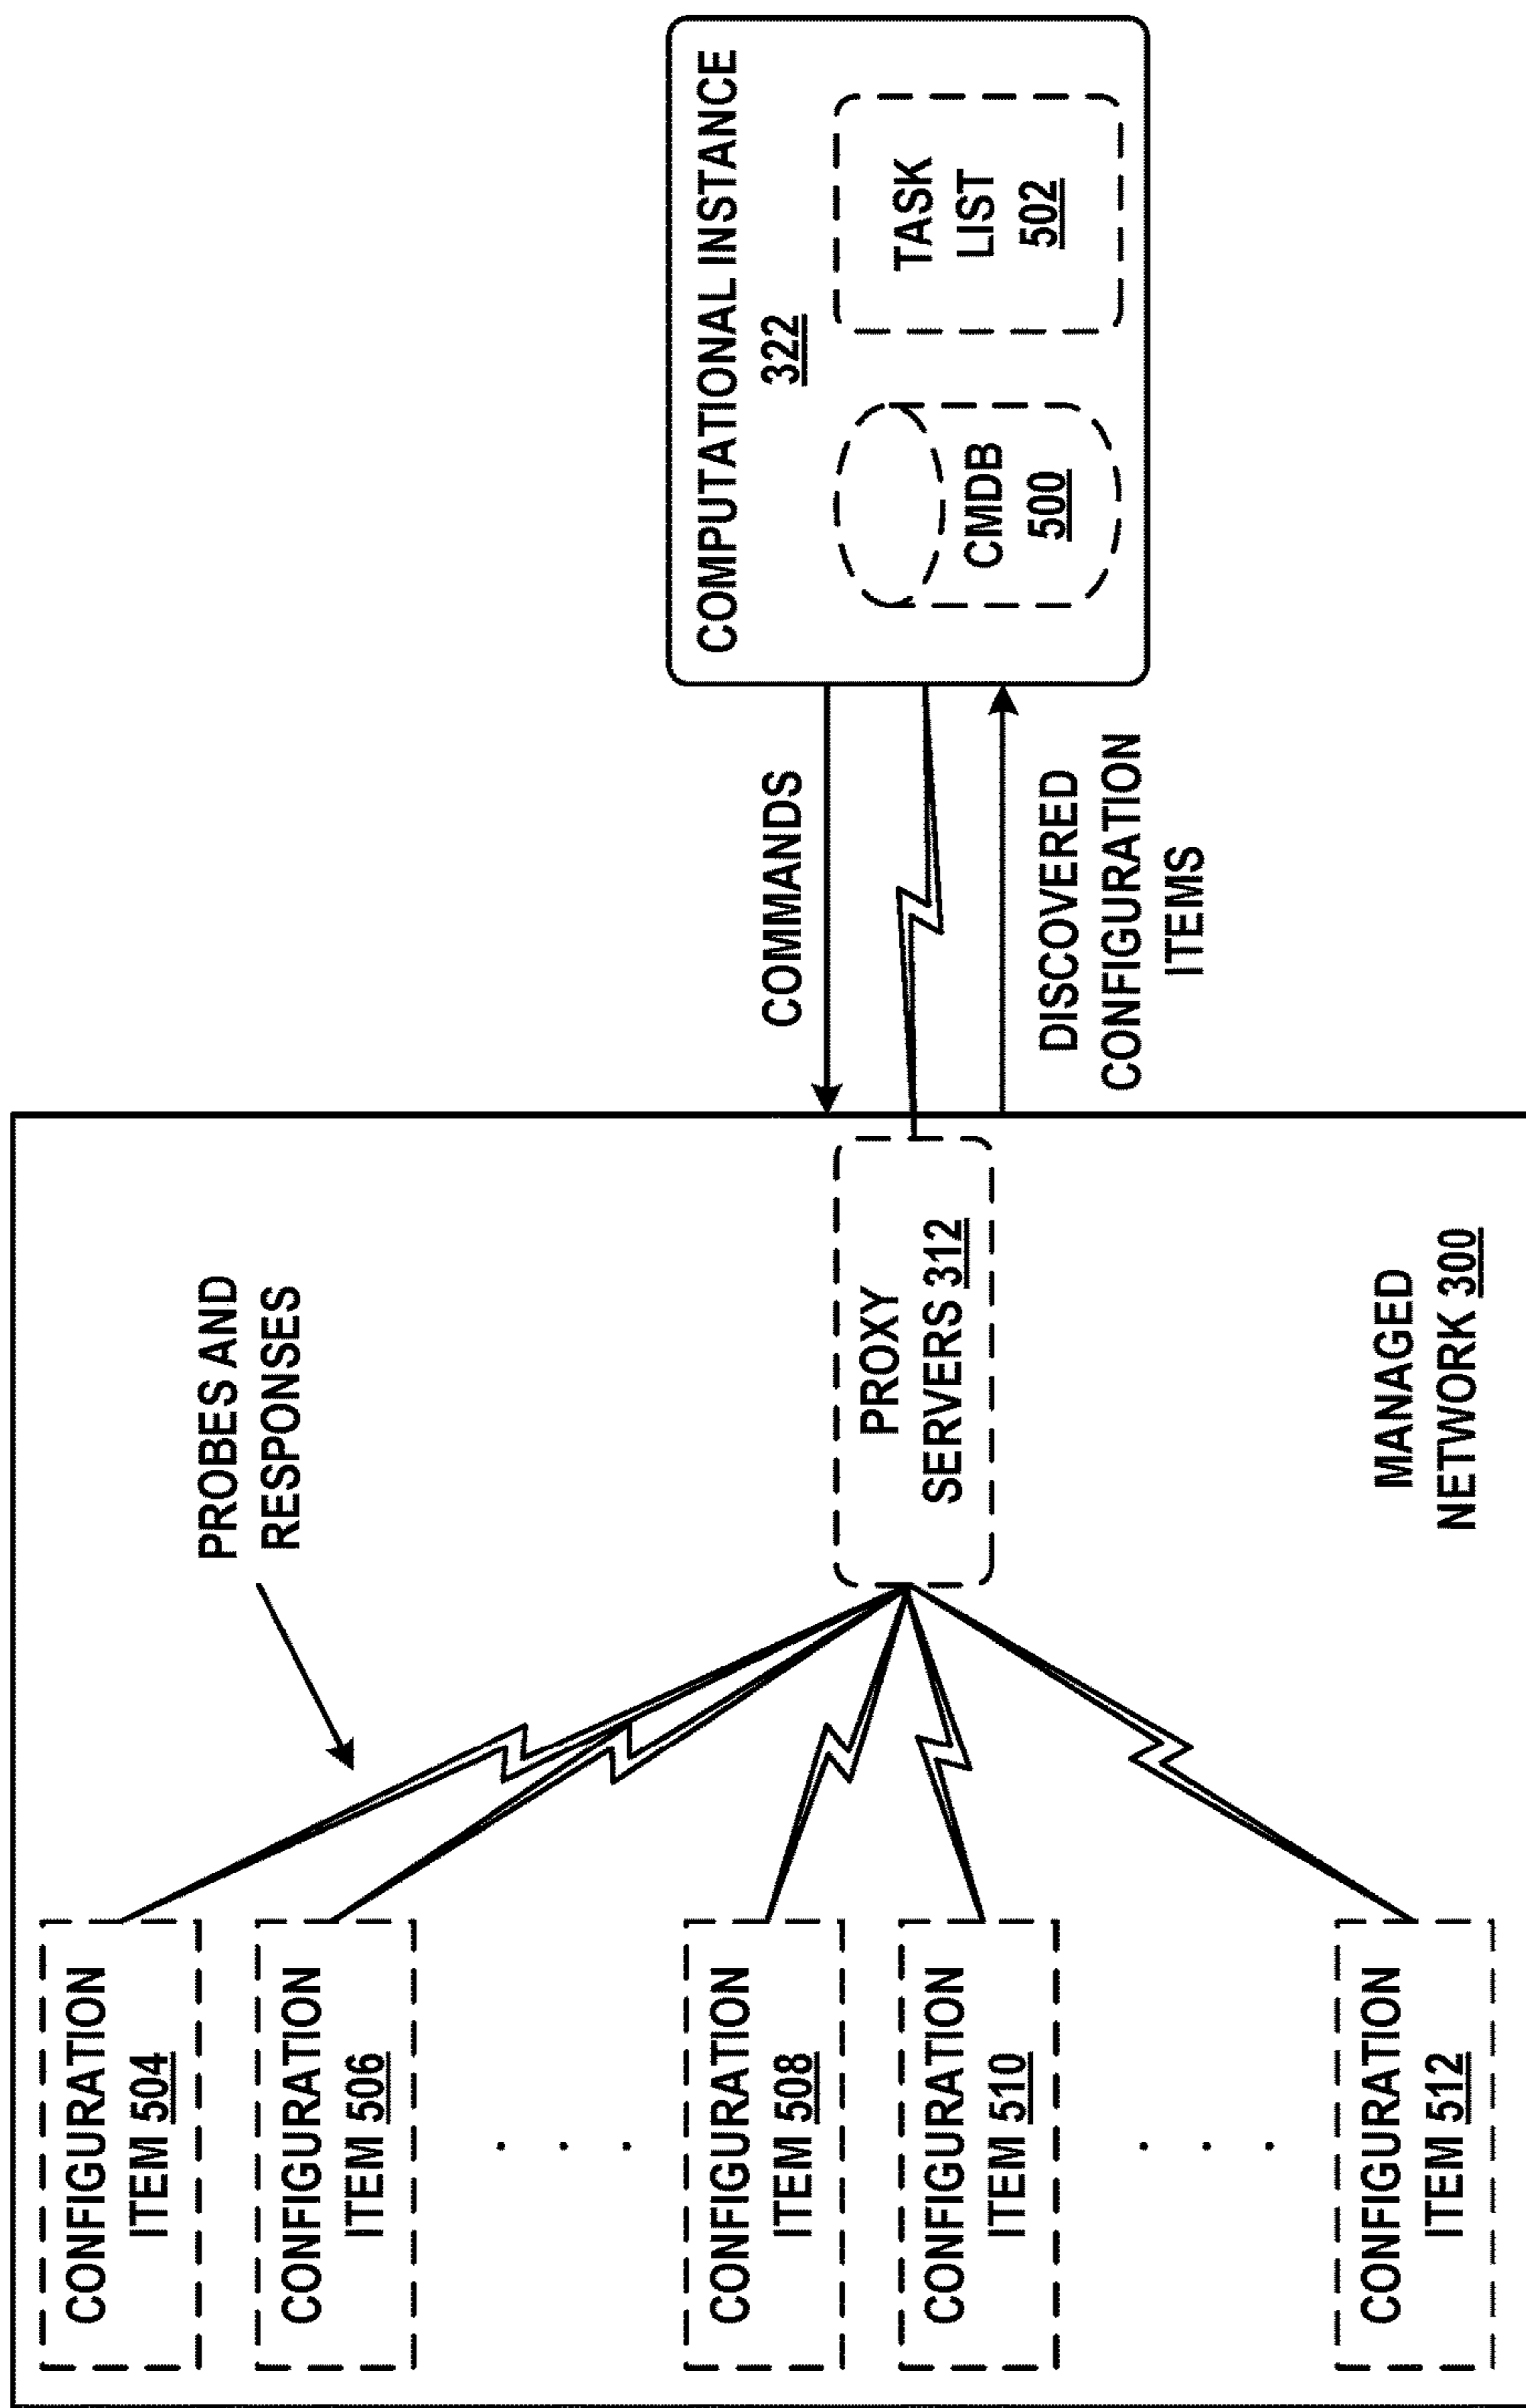 CONFIGURATION
ITEM 504
CONFIGURATION
ITEM 506
CONFIGURATION
ITEM 508
CONFIGURATION
ITEM 510
CONFIGURATION
ITEM 512
PROBES AND
RESPONSES
PROXY
SERVERS 312
MANAGED
NETWORK 300
COMMANDS
DISCOVERED
CONFIGURATION
ITEMS
COMPUTATIONAL INSTANCE
322
CMDB
500
TASK
LIST
502